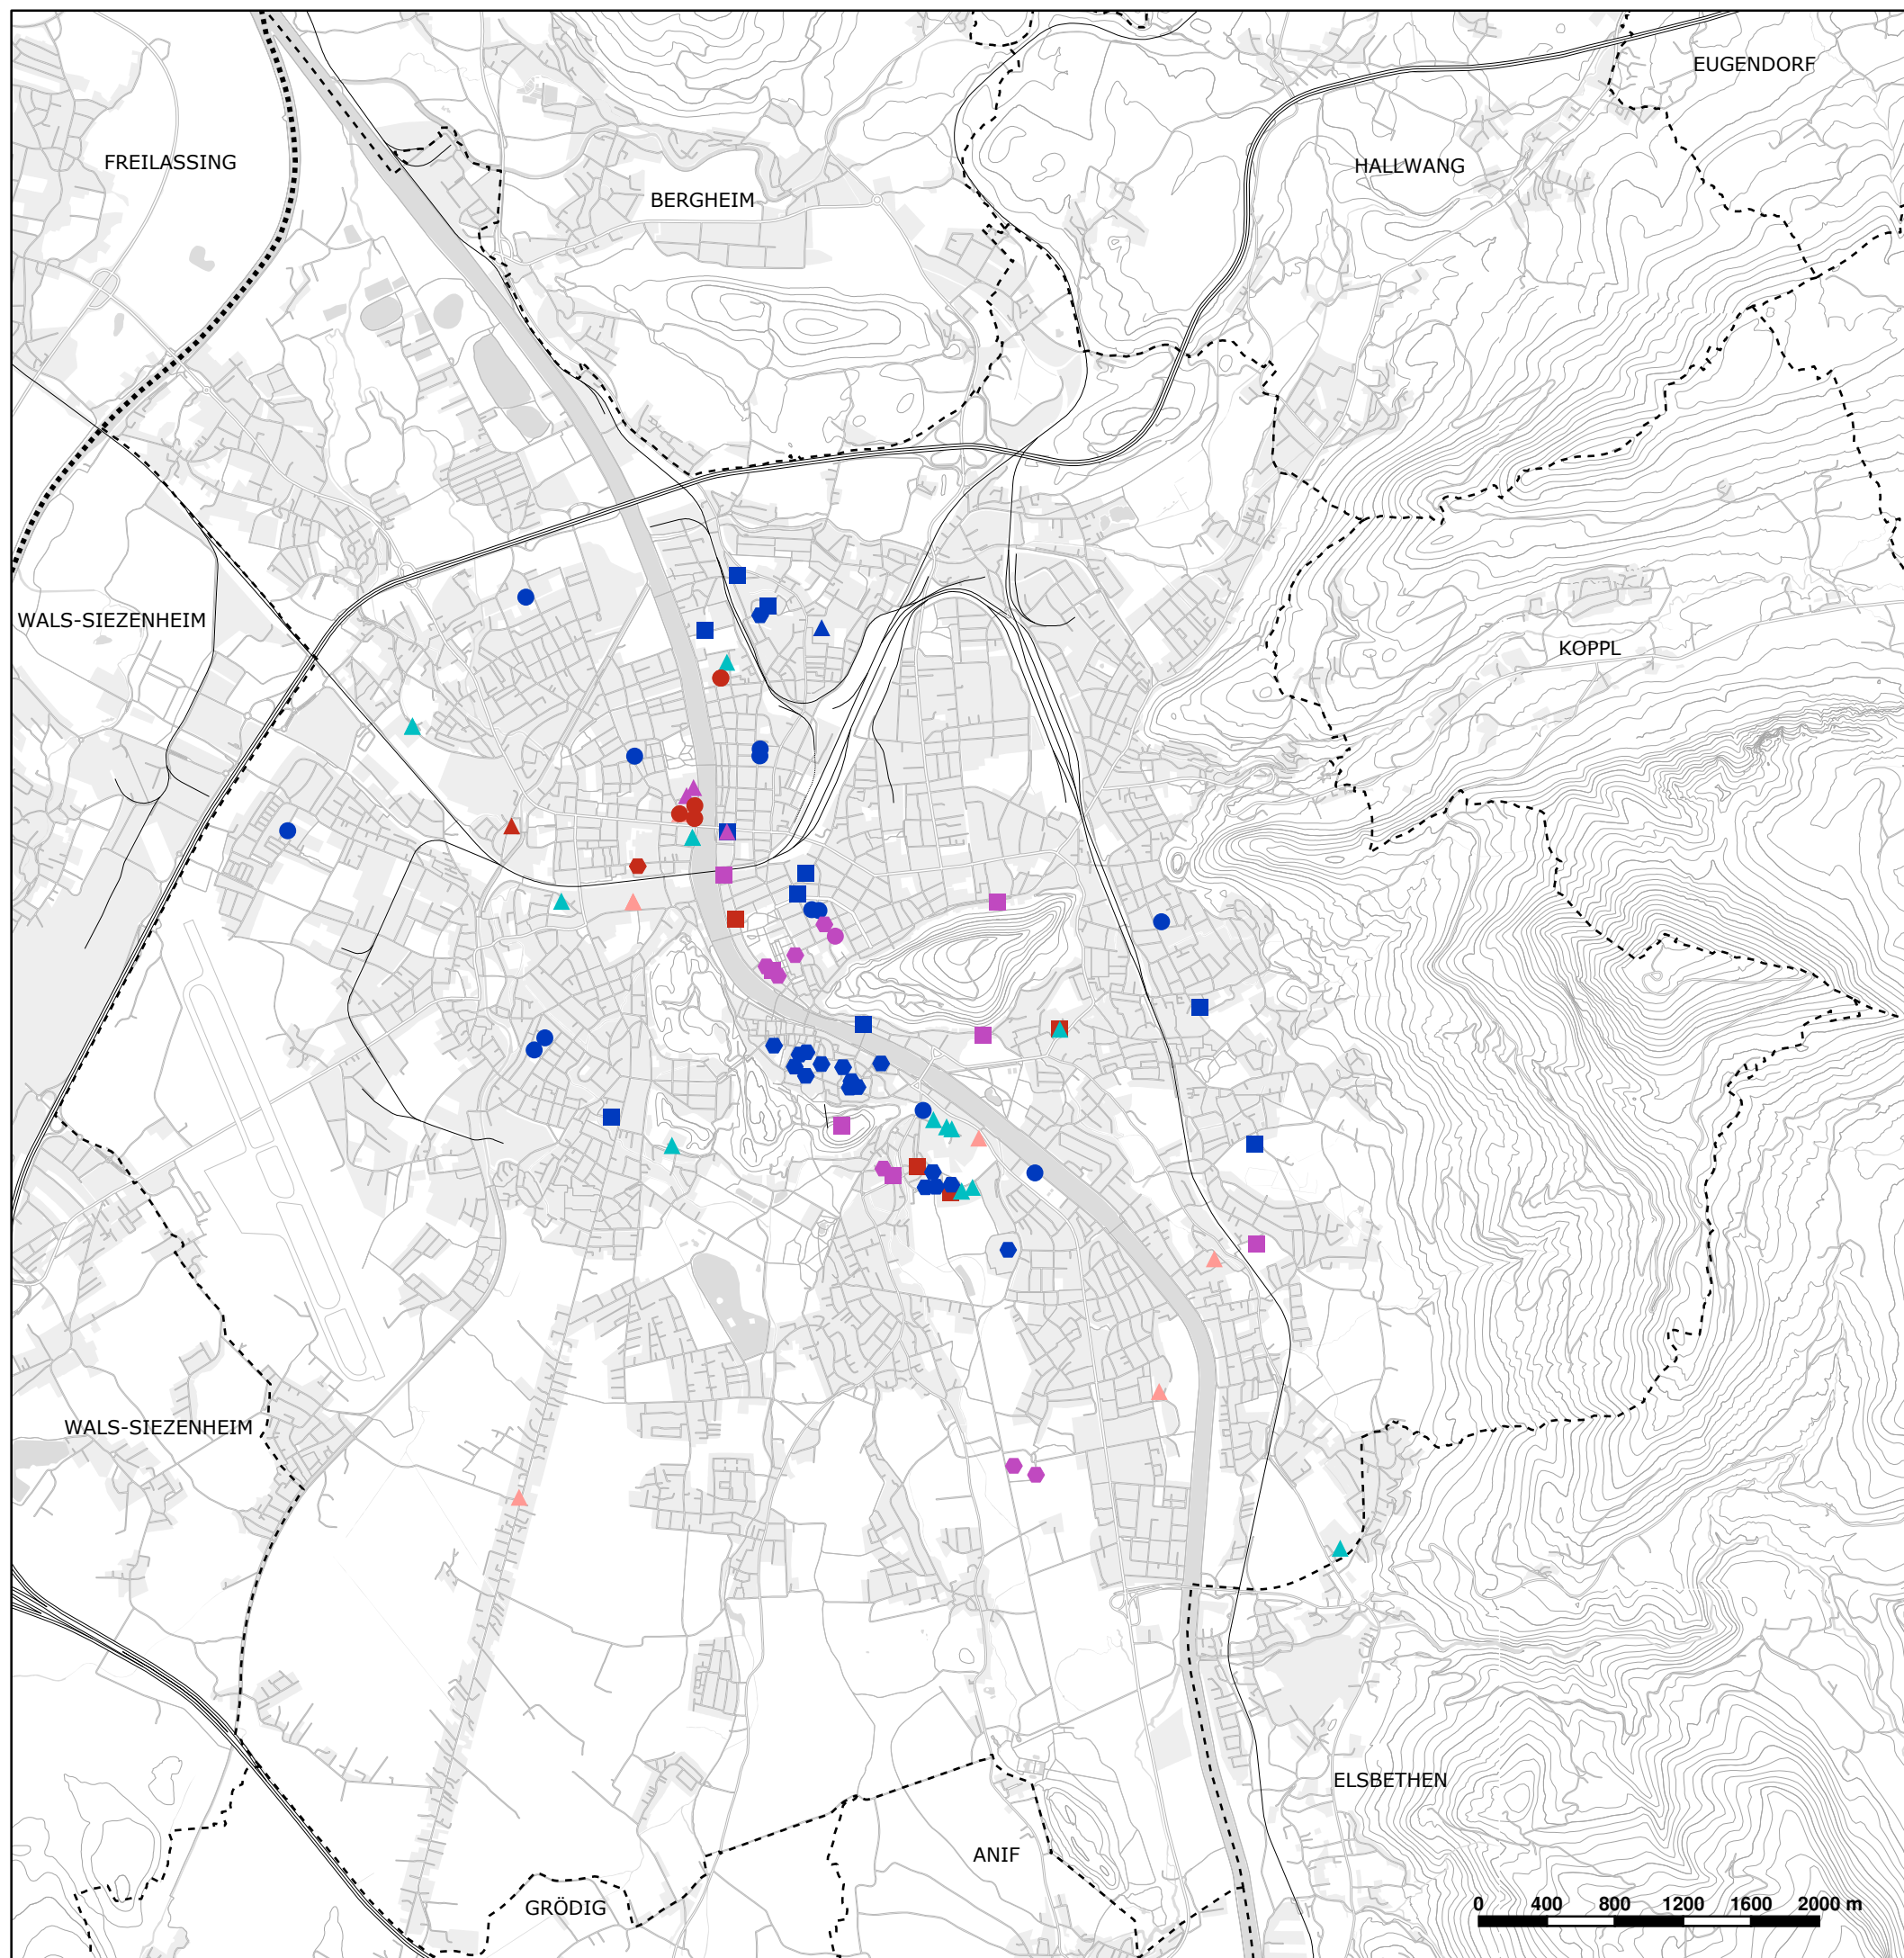 EUGENDORF
FREILASSING
HALLWANG
BERGHEIM
WALS-SIEZENHEIM
KOPPL
WALS-SIEZENHEIM
ELSBETHEN
ANIF
GRÖDIG
0 400 800 1200 1600 2000 m